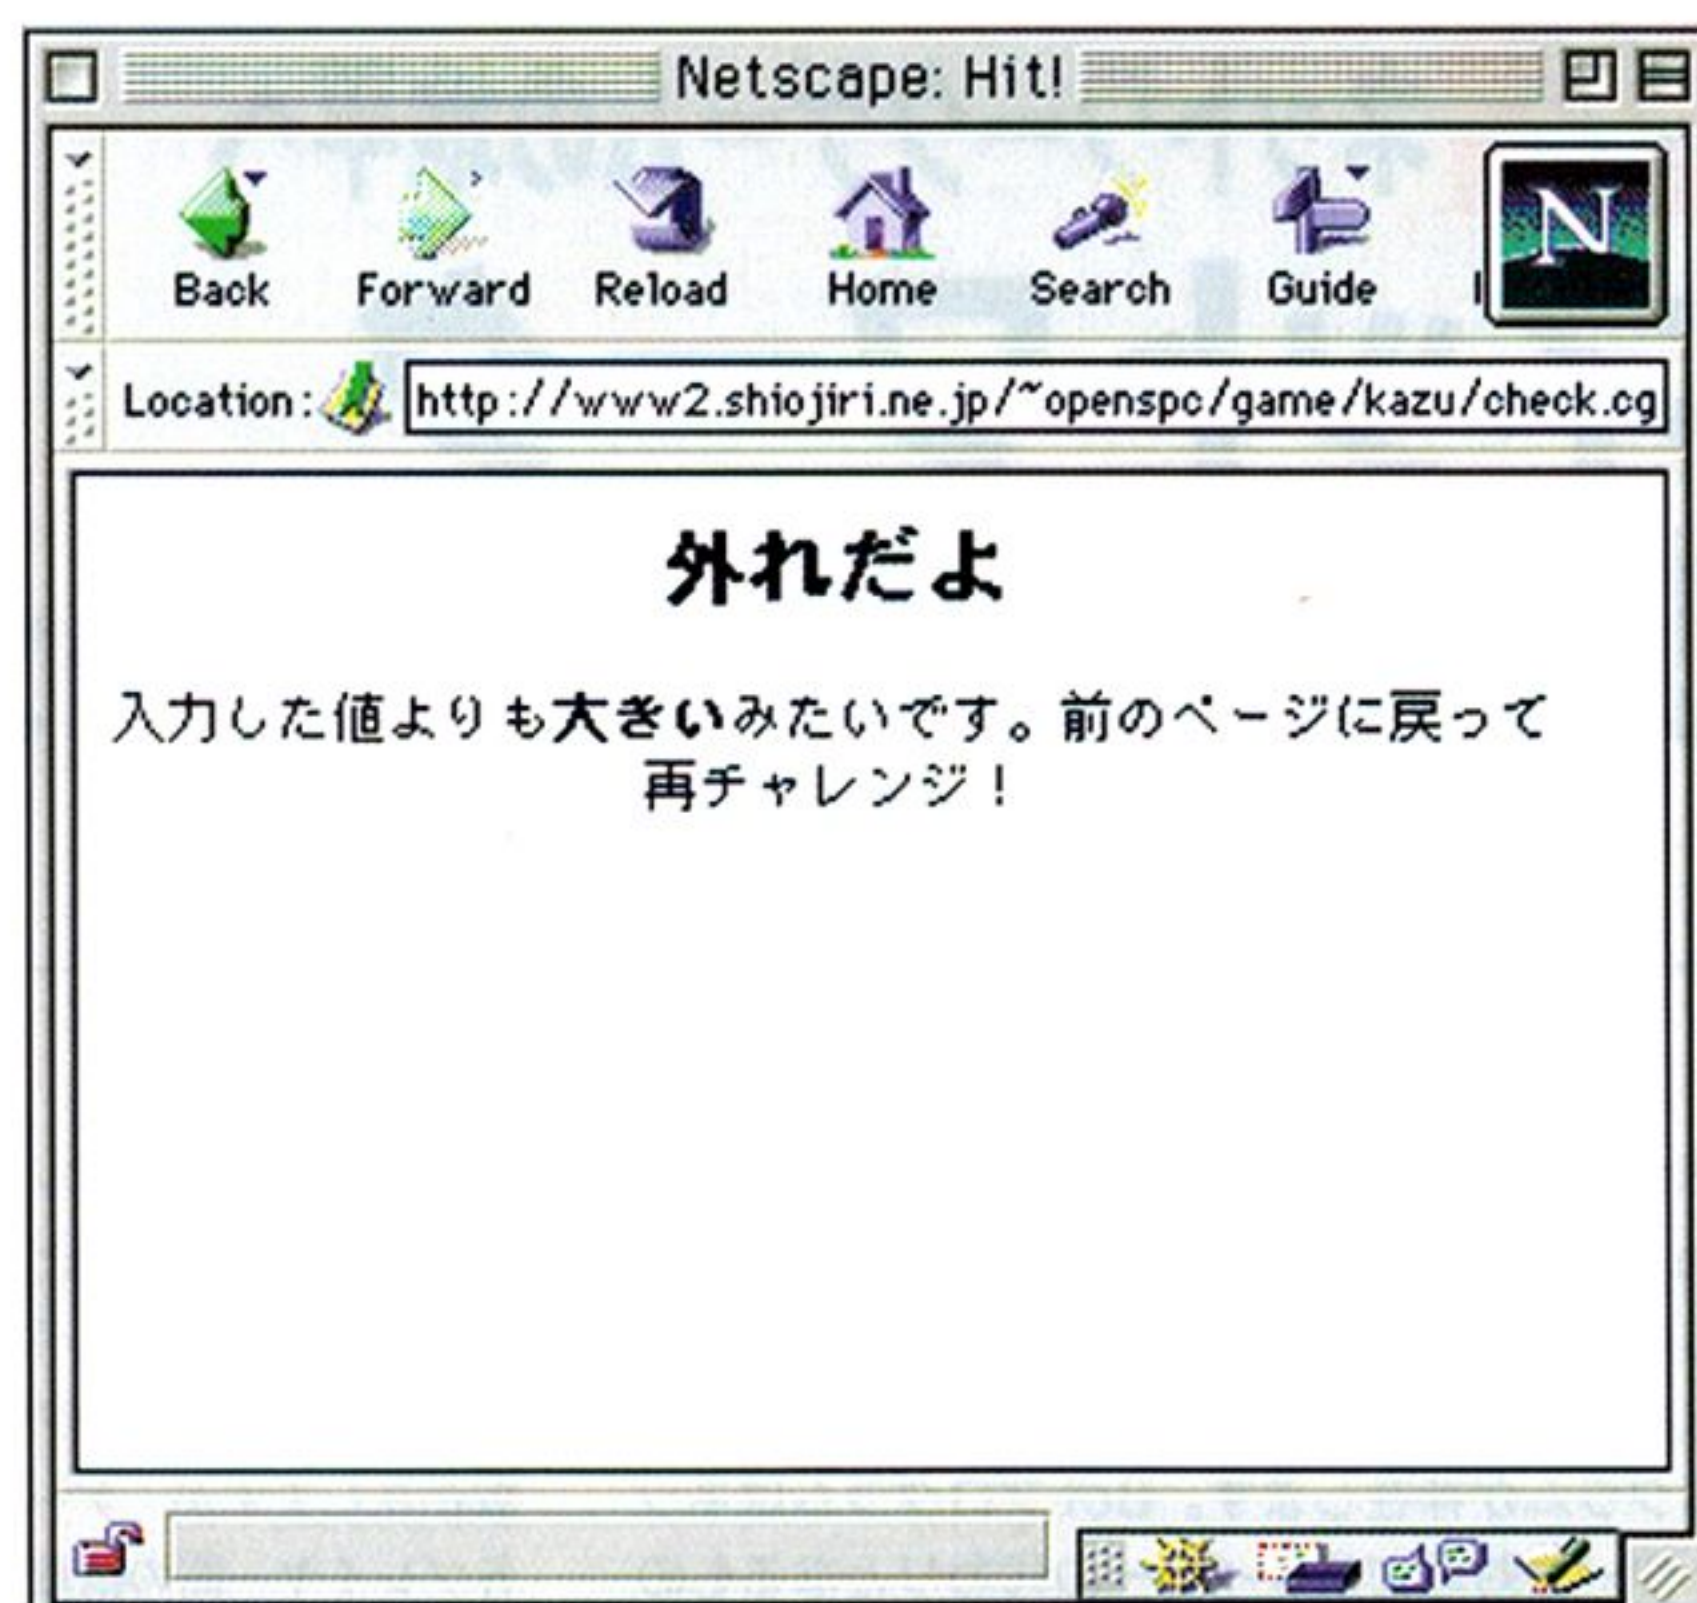 Netscape: Hit!
Back Forward Reload Home Search Guide
Location: http://www2.shiojiri.ne.jp/~openspc/game/kazu/check.cg
外れだよ
入力した値よりも大きいみたいです。前のページに戻って
再チャレンジ！